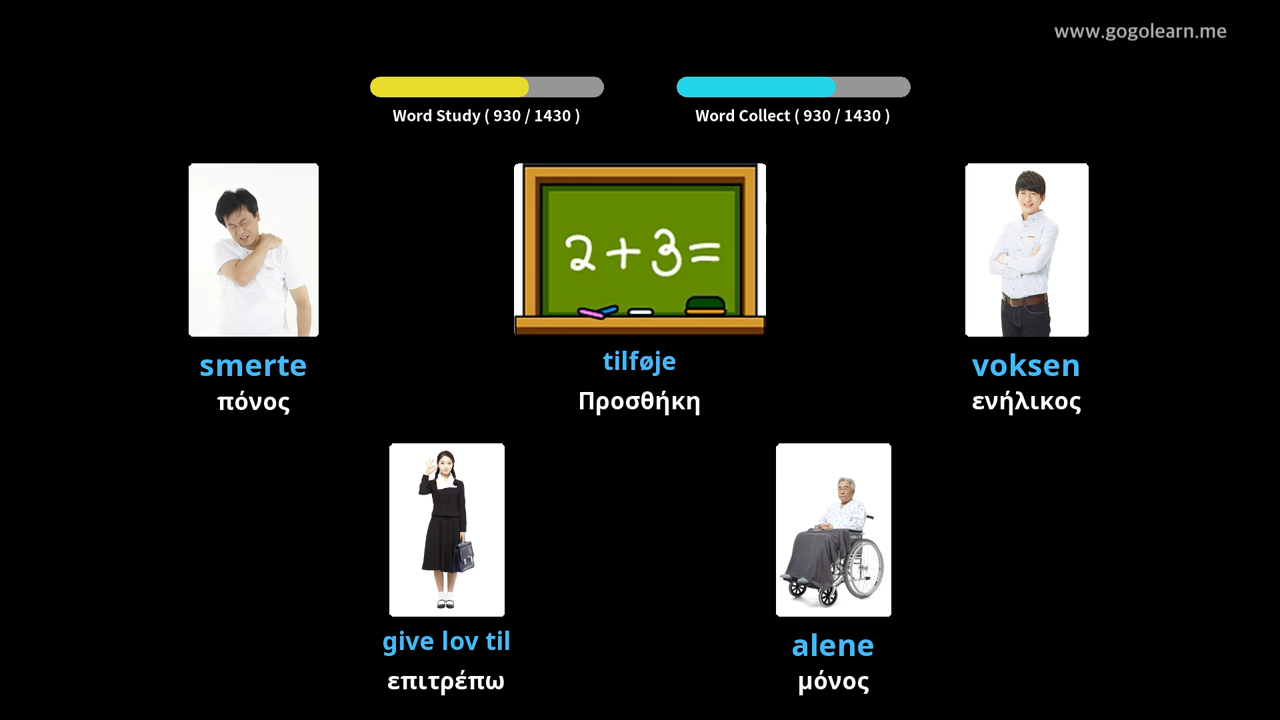 www.gogolearn.me
Word Study ( 930 / 1430 )
Word Collect ( 930 / 1430 )
2+3=
smerte
πόνος
tilføje
Προσθήκη
voksen
ενήλικος
give lov til
επιτρέπω
alene
μόνος